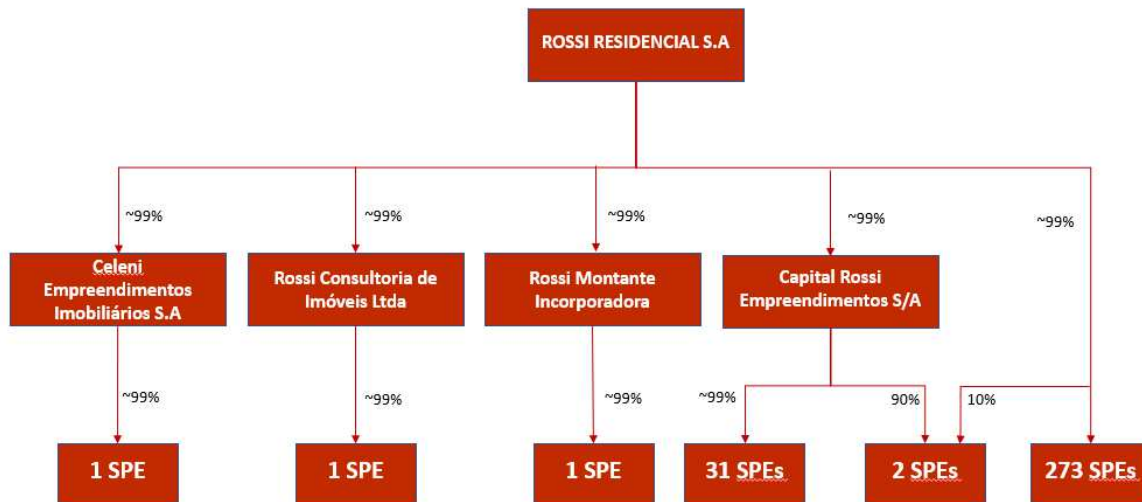 ROSSI RESIDENCIAL S.A
~99%
~99%
~99%
~99%
~99%
Celeni
Empreendimentos
Imobiliários S.A
Rossi Consultoria de
Imóveis Ltda
Rossi Montante
Incorporadora
Capital Rossi
Empreendimentos S/A
~99%
~99%
~99%
~99%
90%
10%
1 SPE
1 SPE
1 SPE
31 SPEs
2 SPEs
273 SPEs